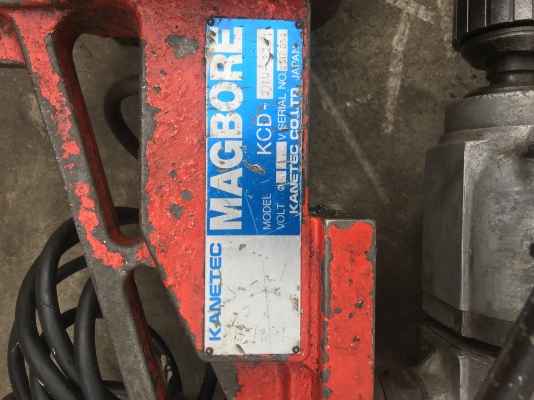 KANETEC
MAGBORE
MODEL KCD-
VOLT V SERIAL NO.
KANETEC CO.LTD. JAPAN